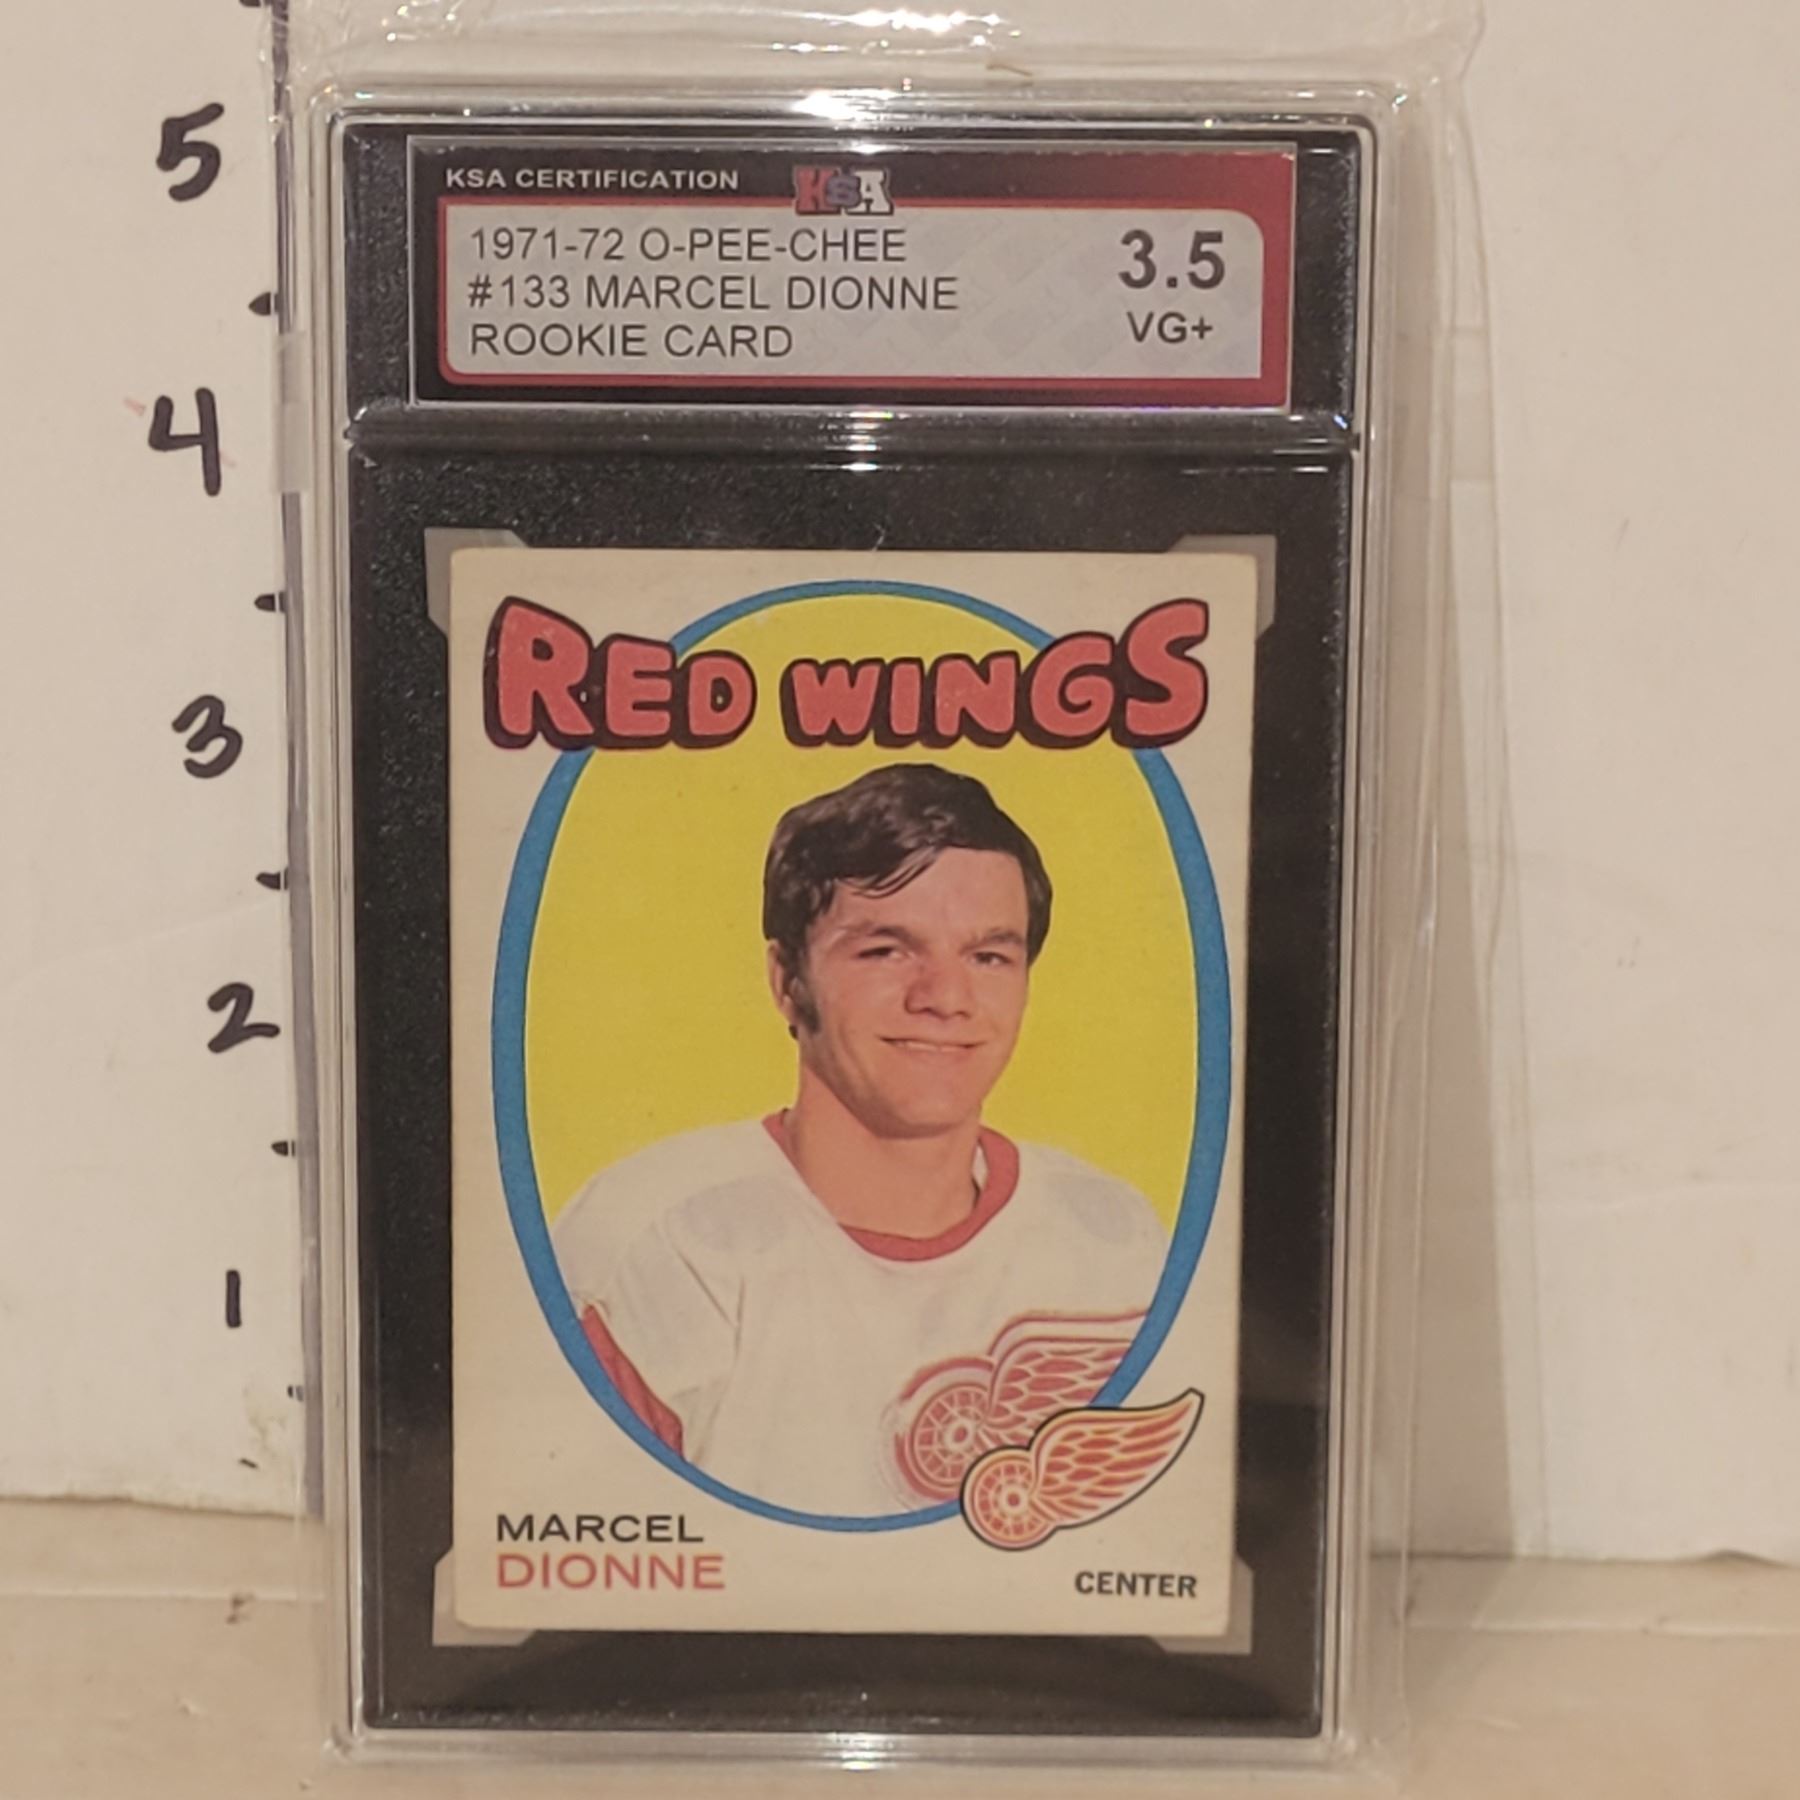 KSA CERTIFICATION KSA
1971-72 O-PEE-CHEE
#133 MARCEL DIONNE
ROOKIE CARD
3.5
VG+
RED WINGS
MARCEL
DIONNE
CENTER
5
4
3
2
1